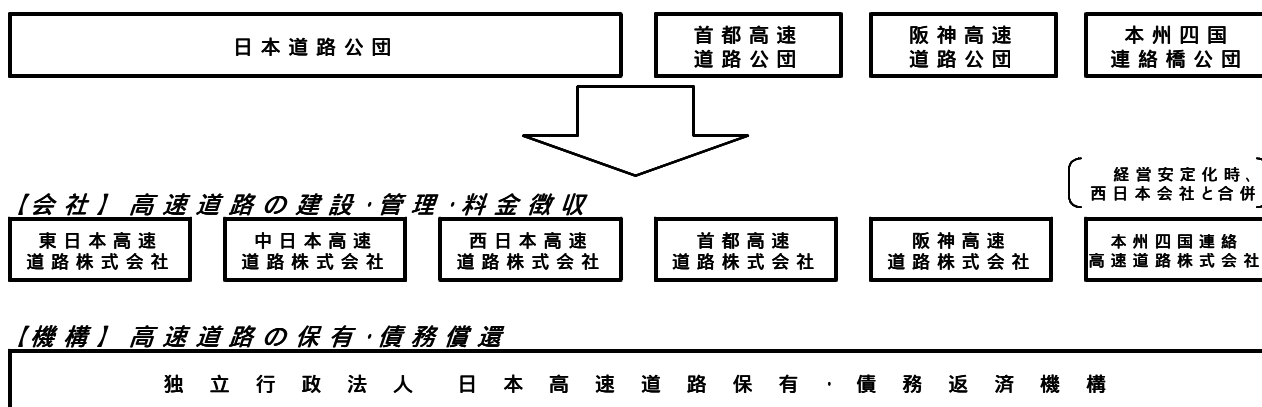 日本道路公団
首都高速
道路公団
阪神高速
道路公団
本州四国
連絡橋公団
経営安定化時、
西日本会社と合併
【会社】高速道路の建設・管理・料金徴収
東日本高速
道路株式会社
中日本高速
道路株式会社
西日本高速
道路株式会社
首都高速
道路株式会社
阪神高速
道路株式会社
本州四国連絡
高速道路株式会社
【機構】高速道路の保有・債務償還
独立行政法人 日本高速道路保有・債務返済機構